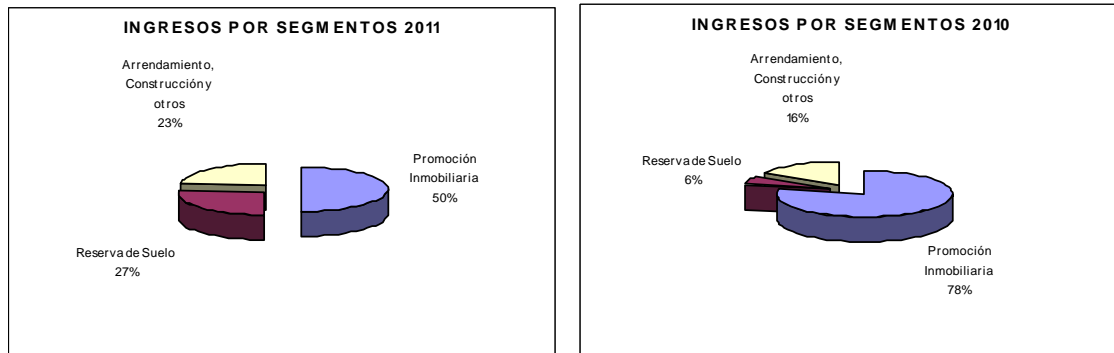 INGRESOS POR SEGMENTOS 2011
Arrendamiento,
Construcción y
otros
23%
Promoción
Inmobiliaria
50%
Reserva de Suelo
27%
INGRESOS POR SEGMENTOS 2010
Arrendamiento,
Construcción y
otros
16%
Reserva de Suelo
6%
Promoción
Inmobiliaria
78%